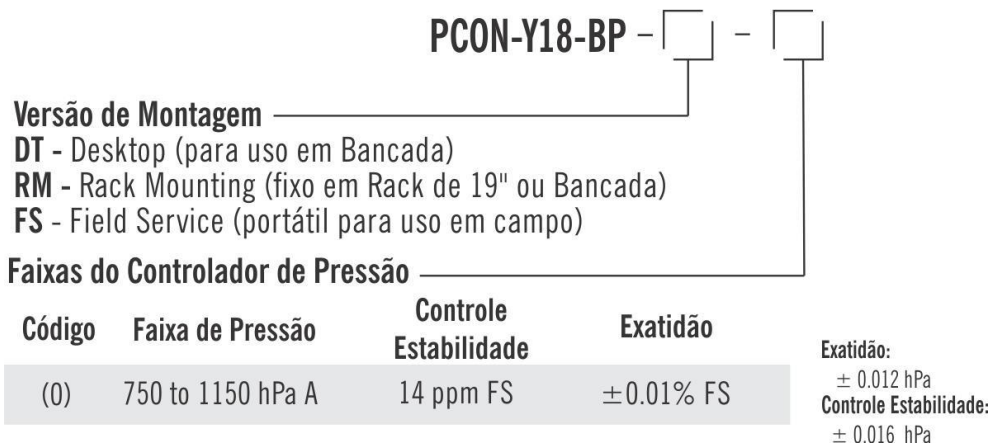 PCON-Y18-BP - -
Versão de Montagem
DT - Desktop (para uso em Bancada)
RM - Rack Mounting (fixo em Rack de 19" ou Bancada)
FS - Field Service (portátil para uso em campo)
Faixas do Controlador de Pressão
Código Faixa de Pressão Controle Estabilidade Exatidão
(0) 750 to 1150 hPa A 14 ppm FS ±0.01% FS
Exatidão:
± 0.012 hPa
Controle Estabilidade:
± 0.016 hPa